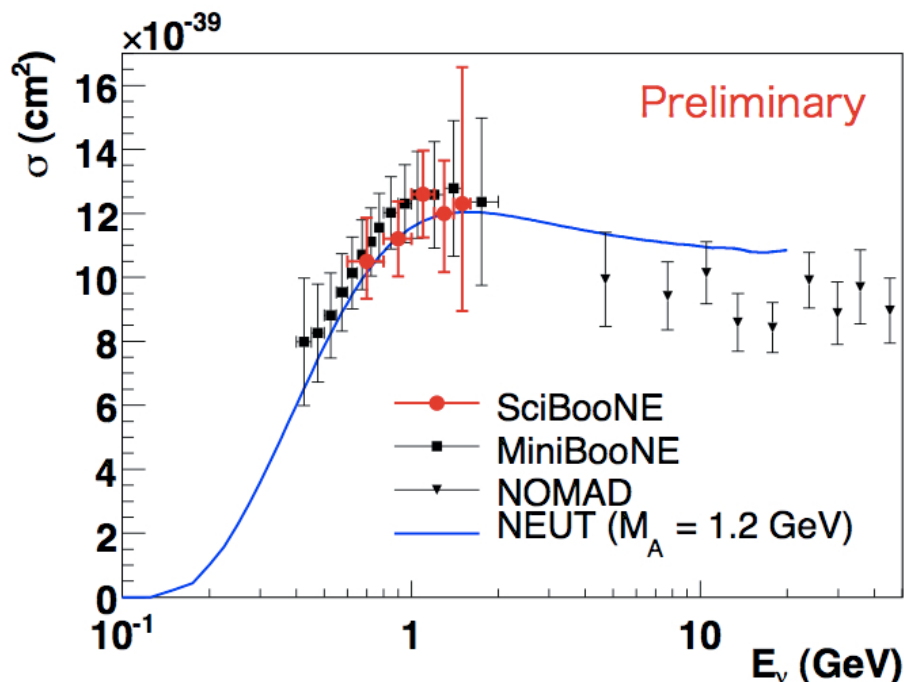 ×10⁻³⁹
σ (cm²)
16
14
12
10
8
6
4
2
0
Preliminary
SciBooNE
MiniBooNE
NOMAD
NEUT (M_A = 1.2 GeV)
10⁻¹ 1 10
E_ν (GeV)